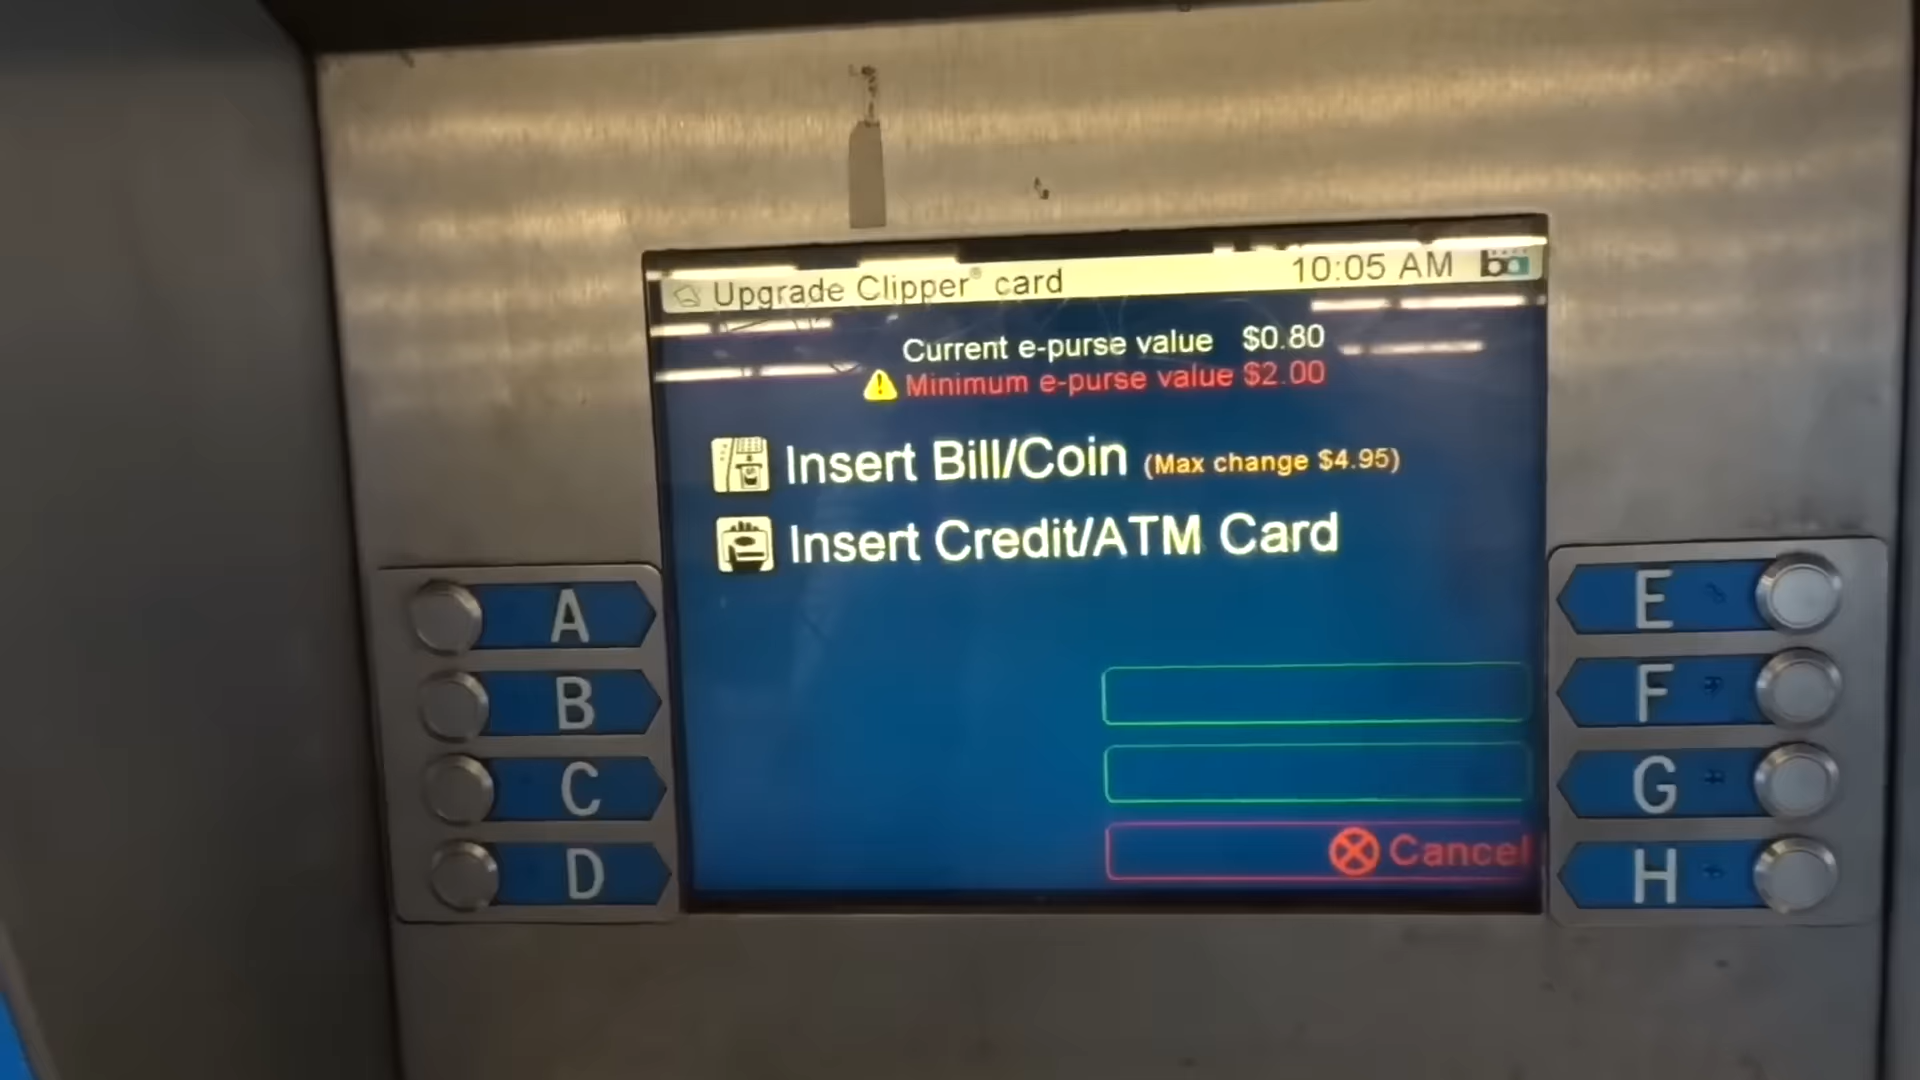 Upgrade Clipper® card 10:05 AM ba
Current e-purse value $0.80
Minimum e-purse value $2.00
Insert Bill/Coin (Max change $4.95)
Insert Credit/ATM Card
Cancel
A
B
C
D
E
F
G
H